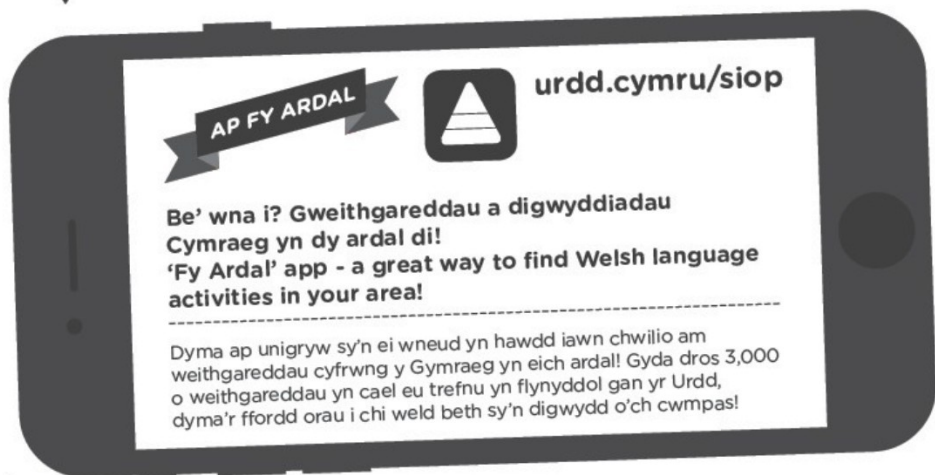 AP FY ARDAL
urdd.cymru/siop
Be' wna i? Gweithgareddau a digwyddiadau
Cymraeg yn dy ardal di!
'Fy Ardal' app - a great way to find Welsh language
activities in your area!
Dyma ap unigryw sy'n ei wneud yn hawdd iawn chwilio am
weithgareddau cyfrwng y Gymraeg yn eich ardal! Gyda dros 3,000
o weithgareddau yn cael eu trefnu yn flynyddol gan yr Urdd,
dyma'r ffordd orau i chi weld beth sy'n digwydd o'ch cwmpas!